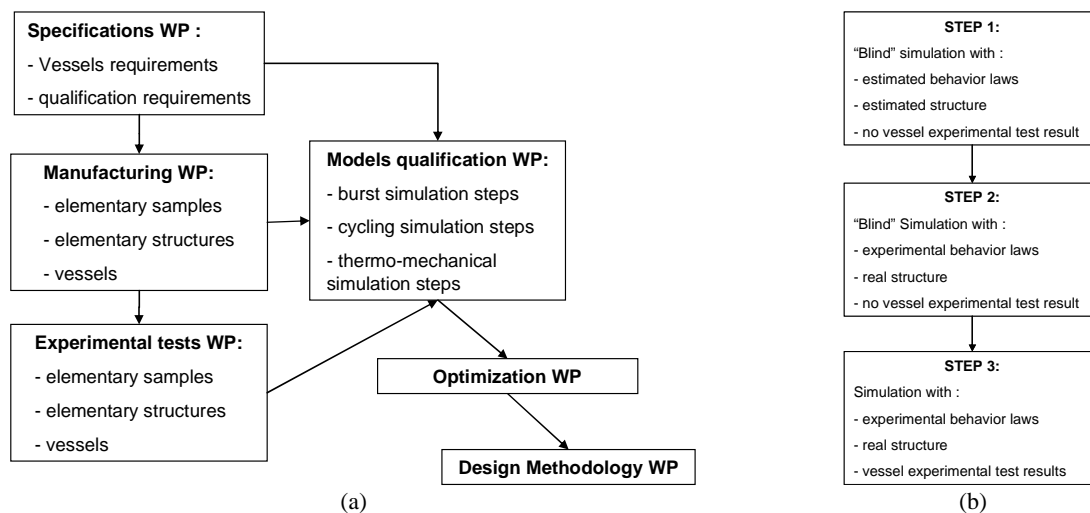 Specifications WP :
- Vessels requirements
- qualification requirements
Manufacturing WP:
- elementary samples
- elementary structures
- vessels
Experimental tests WP:
- elementary samples
- elementary structures
- vessels
Models qualification WP:
- burst simulation steps
- cycling simulation steps
- thermo-mechanical
simulation steps
Optimization WP
Design Methodology WP
(a)
STEP 1:
“Blind” simulation with :
- estimated behavior laws
- estimated structure
- no vessel experimental test result
STEP 2:
“Blind” Simulation with :
- experimental behavior laws
- real structure
- no vessel experimental test result
STEP 3:
Simulation with :
- experimental behavior laws
- real structure
- vessel experimental test results
(b)